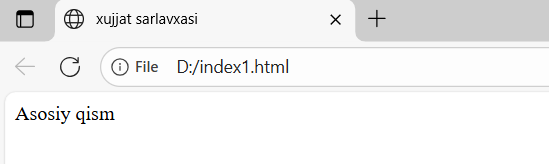 xujjat sarlavxasi
File D:/index1.html
Asosiy qism